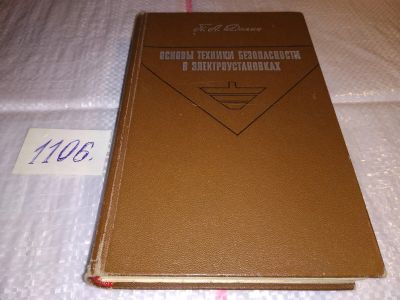 П. А. Долин
ОСНОВЫ ТЕХНИКИ БЕЗОПАСНОСТИ
В ЭЛЕКТРОУСТАНОВКАХ
1106.